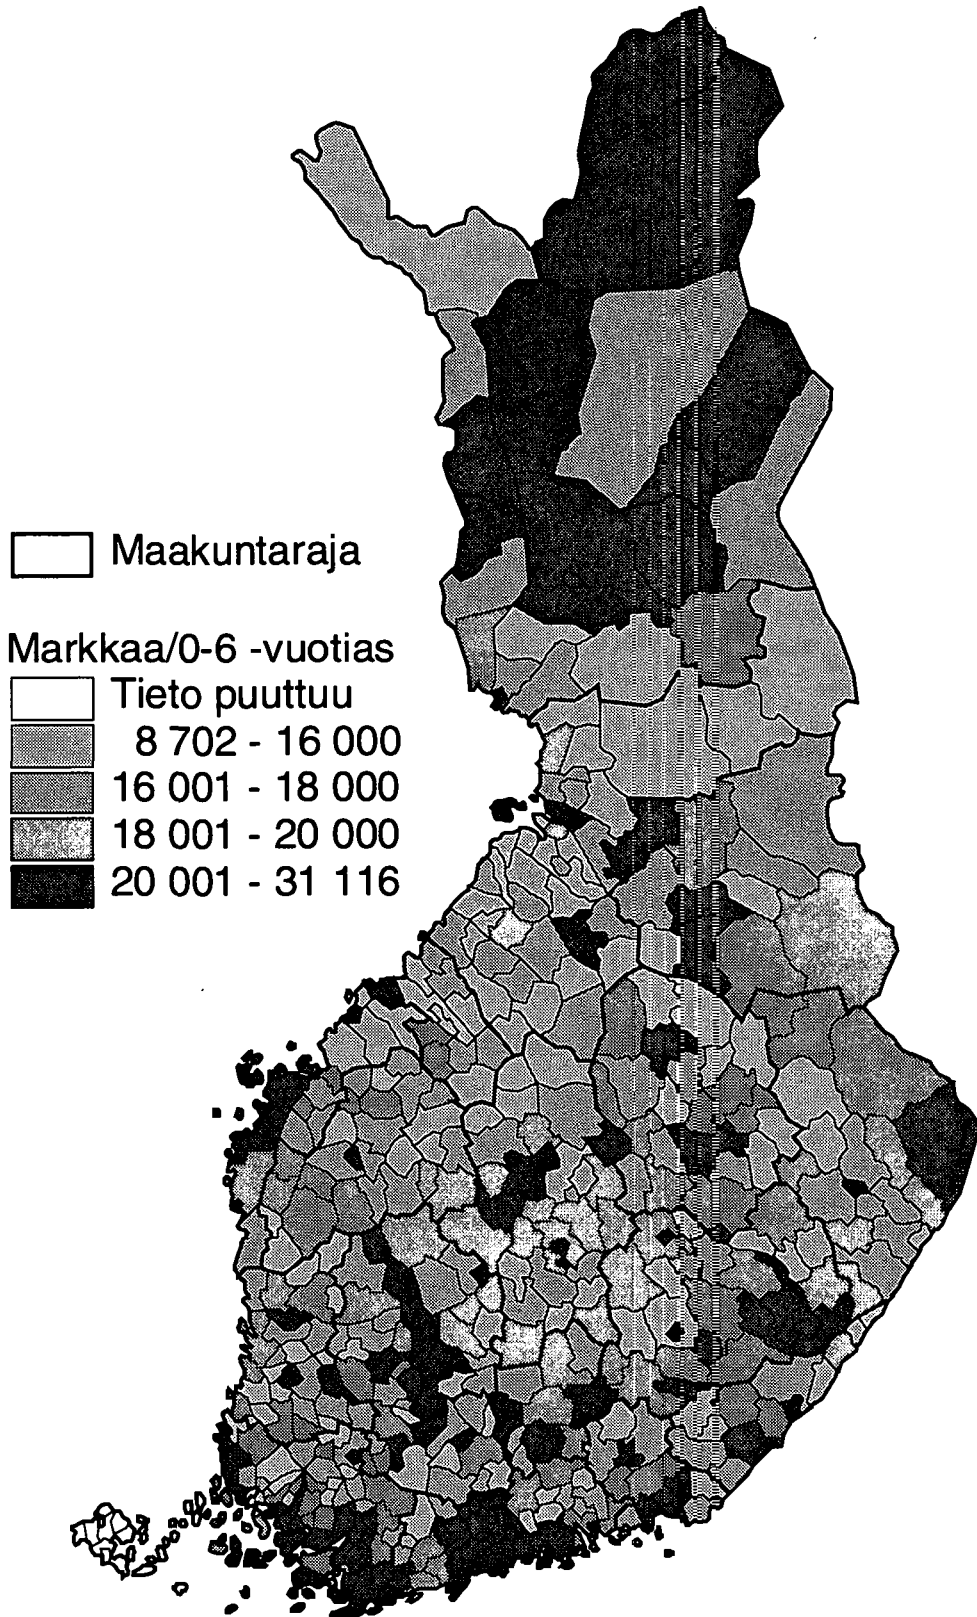 Maakuntaraja
Markkaa/0-6 -vuotias
Tieto puuttuu
8 702 - 16 000
16 001 - 18 000
18 001 - 20 000
20 001 - 31 116